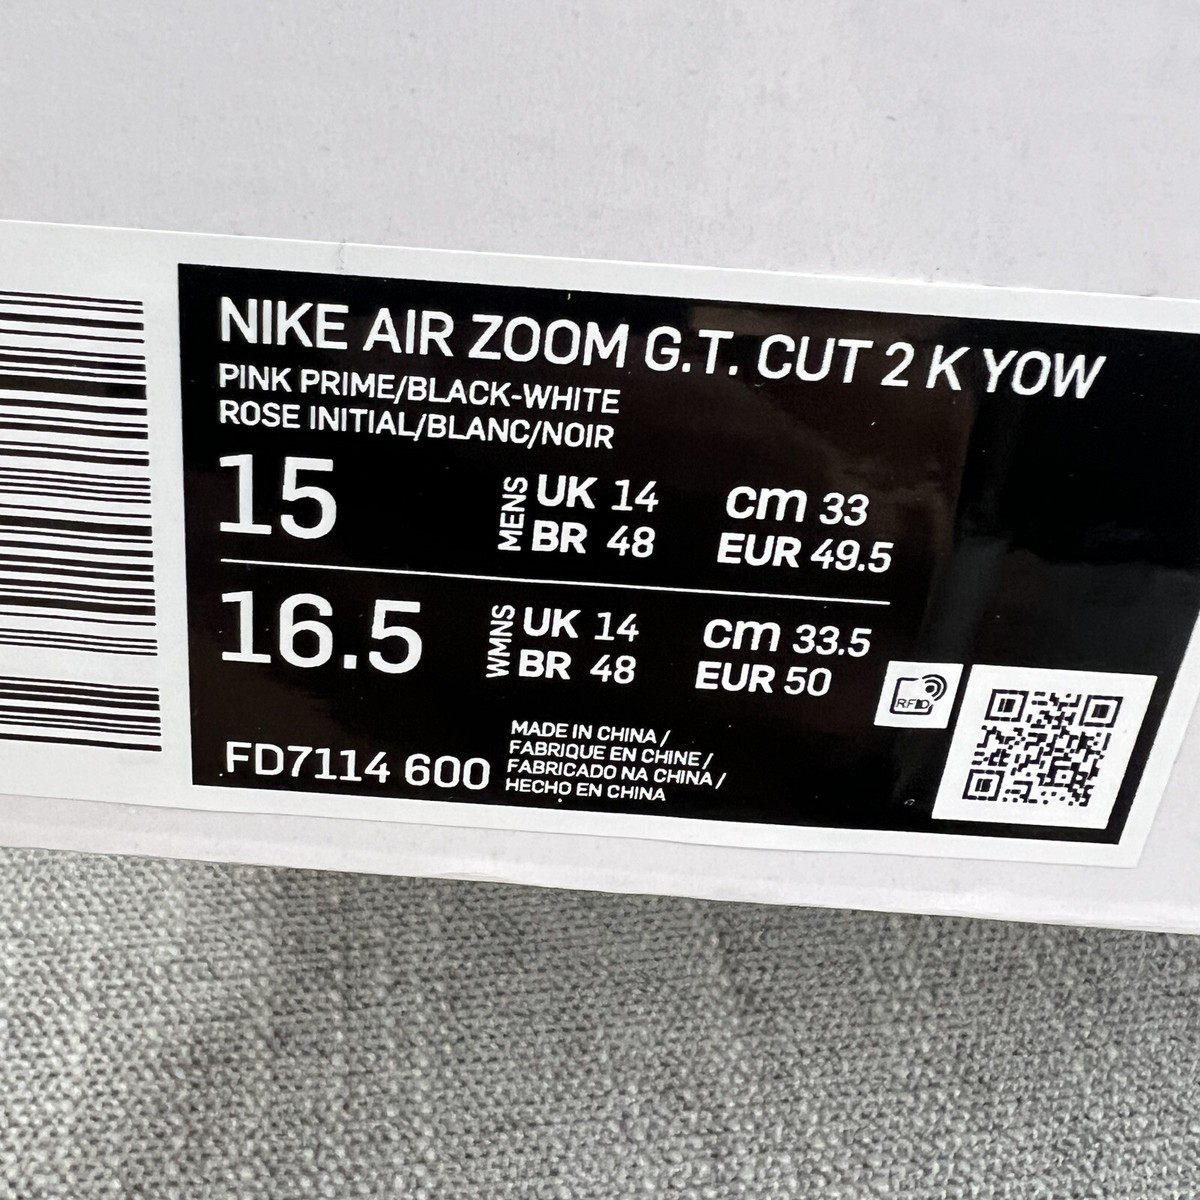 NIKE AIR ZOOM G.T. CUT 2 K YOW
PINK PRIME/BLACK-WHITE
ROSE INITIAL/BLANC/NOIR
15
MENS
UK 14 cm 33
BR 48 EUR 49.5
16.5
WMNS
UK 14 cm 33.5
BR 48 EUR 50
RFID
FD7114 600
MADE IN CHINA /
FABRIQUE EN CHINE /
FABRICADO NA CHINA /
HECHO EN CHINA